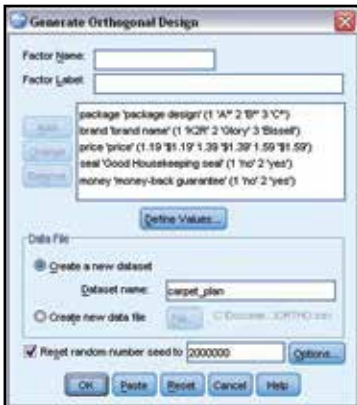 Generate Orthogonal Design
Factor Name:
Factor Label:
Add
Change
Remove
package 'package design' (1 'A*' 2 'B*' 3 'C*')
brand 'brand name' (1 'K2R' 2 'Glory' 3 'Bissell')
price 'price' (1.19 '$1.19' 1.39 '$1.39' 1.59 '$1.59')
seal 'Good Housekeeping seal' (1 'no' 2 'yes')
money 'money-back guarantee' (1 'no' 2 'yes')
Define Values...
Data File
Create a new dataset
Dataset name: carpet_plan
Create new data file File...
Reset random number seed to 2000000 Options...
OK Paste Reset Cancel Help